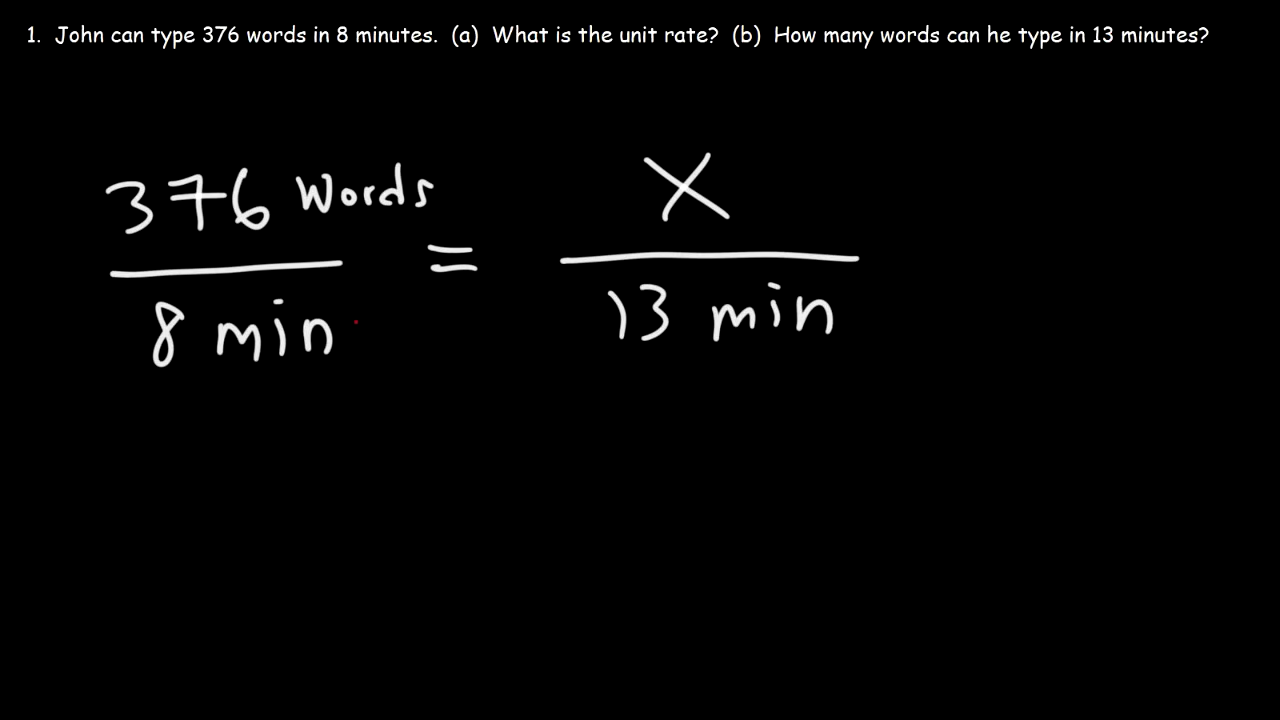 1. John can type 376 words in 8 minutes. (a) What is the unit rate? (b) How many words can he type in 13 minutes?
376 words / 8 min = X / 13 min